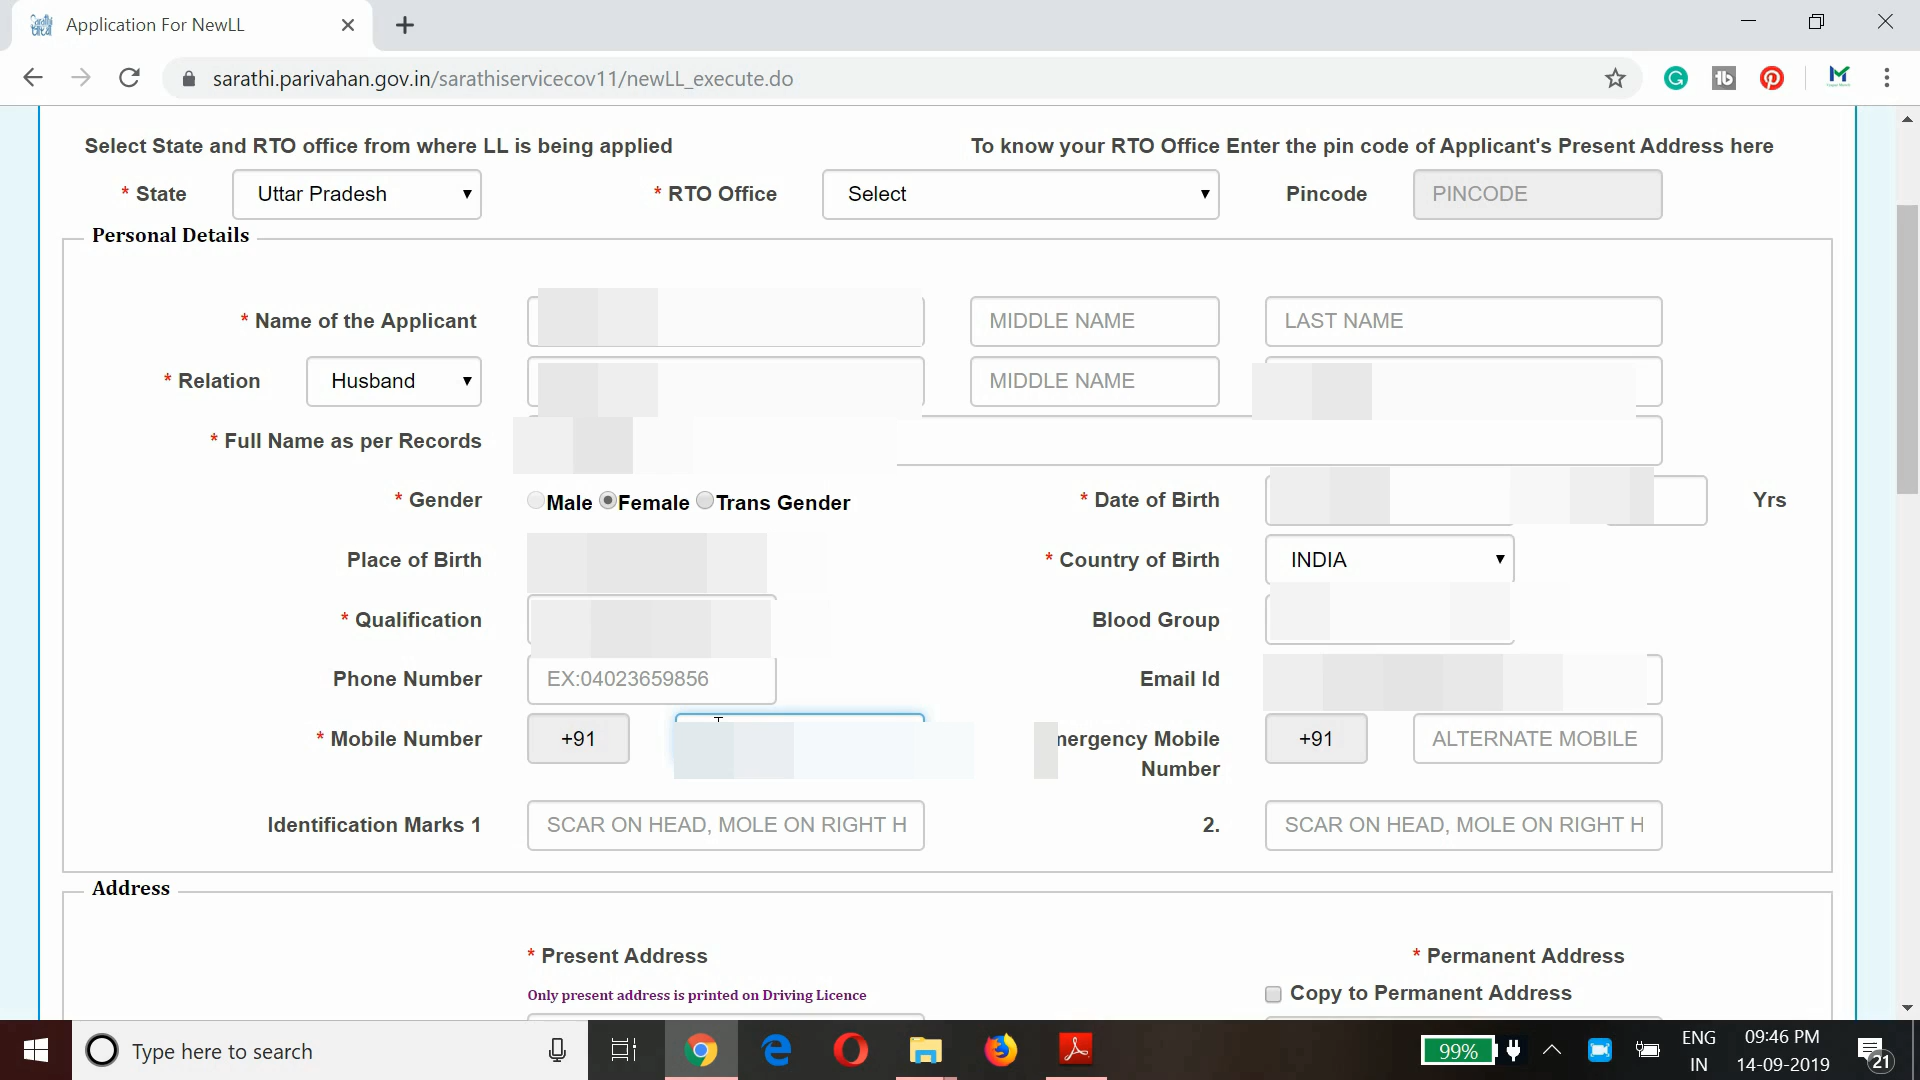 Application For NewLL
sarathi.parivahan.gov.in/sarathiservicecov11/newLL_execute.do
Select State and RTO office from where LL is being applied
To know your RTO Office Enter the pin code of Applicant's Present Address here
* State Uttar Pradesh * RTO Office Select Pincode PINCODE
Personal Details
* Name of the Applicant MIDDLE NAME LAST NAME
* Relation Husband MIDDLE NAME
* Full Name as per Records
* Gender Male Female Trans Gender * Date of Birth Yrs
Place of Birth * Country of Birth INDIA
* Qualification Blood Group
Phone Number EX:04023659856 Email Id
* Mobile Number +91 mergency Mobile Number +91 ALTERNATE MOBILE
Identification Marks 1 SCAR ON HEAD, MOLE ON RIGHT H 2. SCAR ON HEAD, MOLE ON RIGHT H
Address
* Present Address * Permanent Address
Only present address is printed on Driving Licence Copy to Permanent Address
Type here to search
99%
ENG
IN
09:46 PM
14-09-2019
21